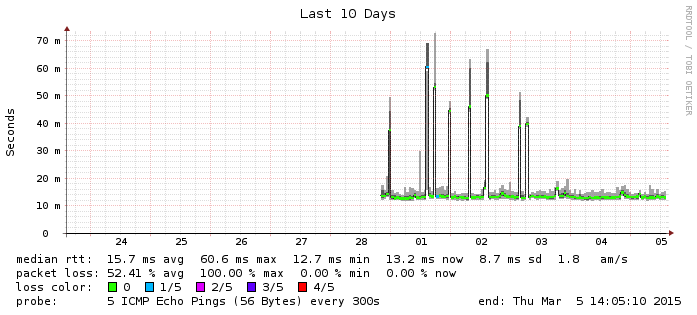 Last 10 Days
RRDTOOL / TOBI OETIKER
Seconds
70 m
60 m
50 m
40 m
30 m
20 m
10 m
0
24 25 26 27 28 01 02 03 04 05
median rtt: 15.7 ms avg 60.6 ms max 12.7 ms min 13.2 ms now 8.7 ms sd 1.8 am/s
packet loss: 52.41 % avg 100.00 % max 0.00 % min 0.00 % now
loss color: 0 1/5 2/5 3/5 4/5
probe: 5 ICMP Echo Pings (56 Bytes) every 300s end: Thu Mar 5 14:05:10 2015